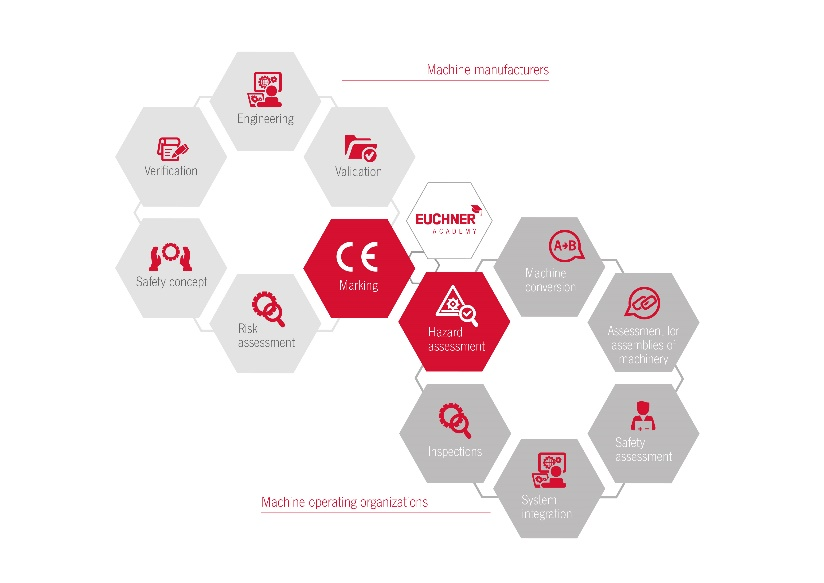 Machine manufacturers
Engineering
Verification
Validation
EUCHNER
ACADEMY
Safety concept
CE
Marking
Risk
assessment
A→B
Machine
conversion
Hazard
assessment
Assessment for
assemblies of
machinery
Inspections
Safety
assessment
System
integration
Machine operating organizations